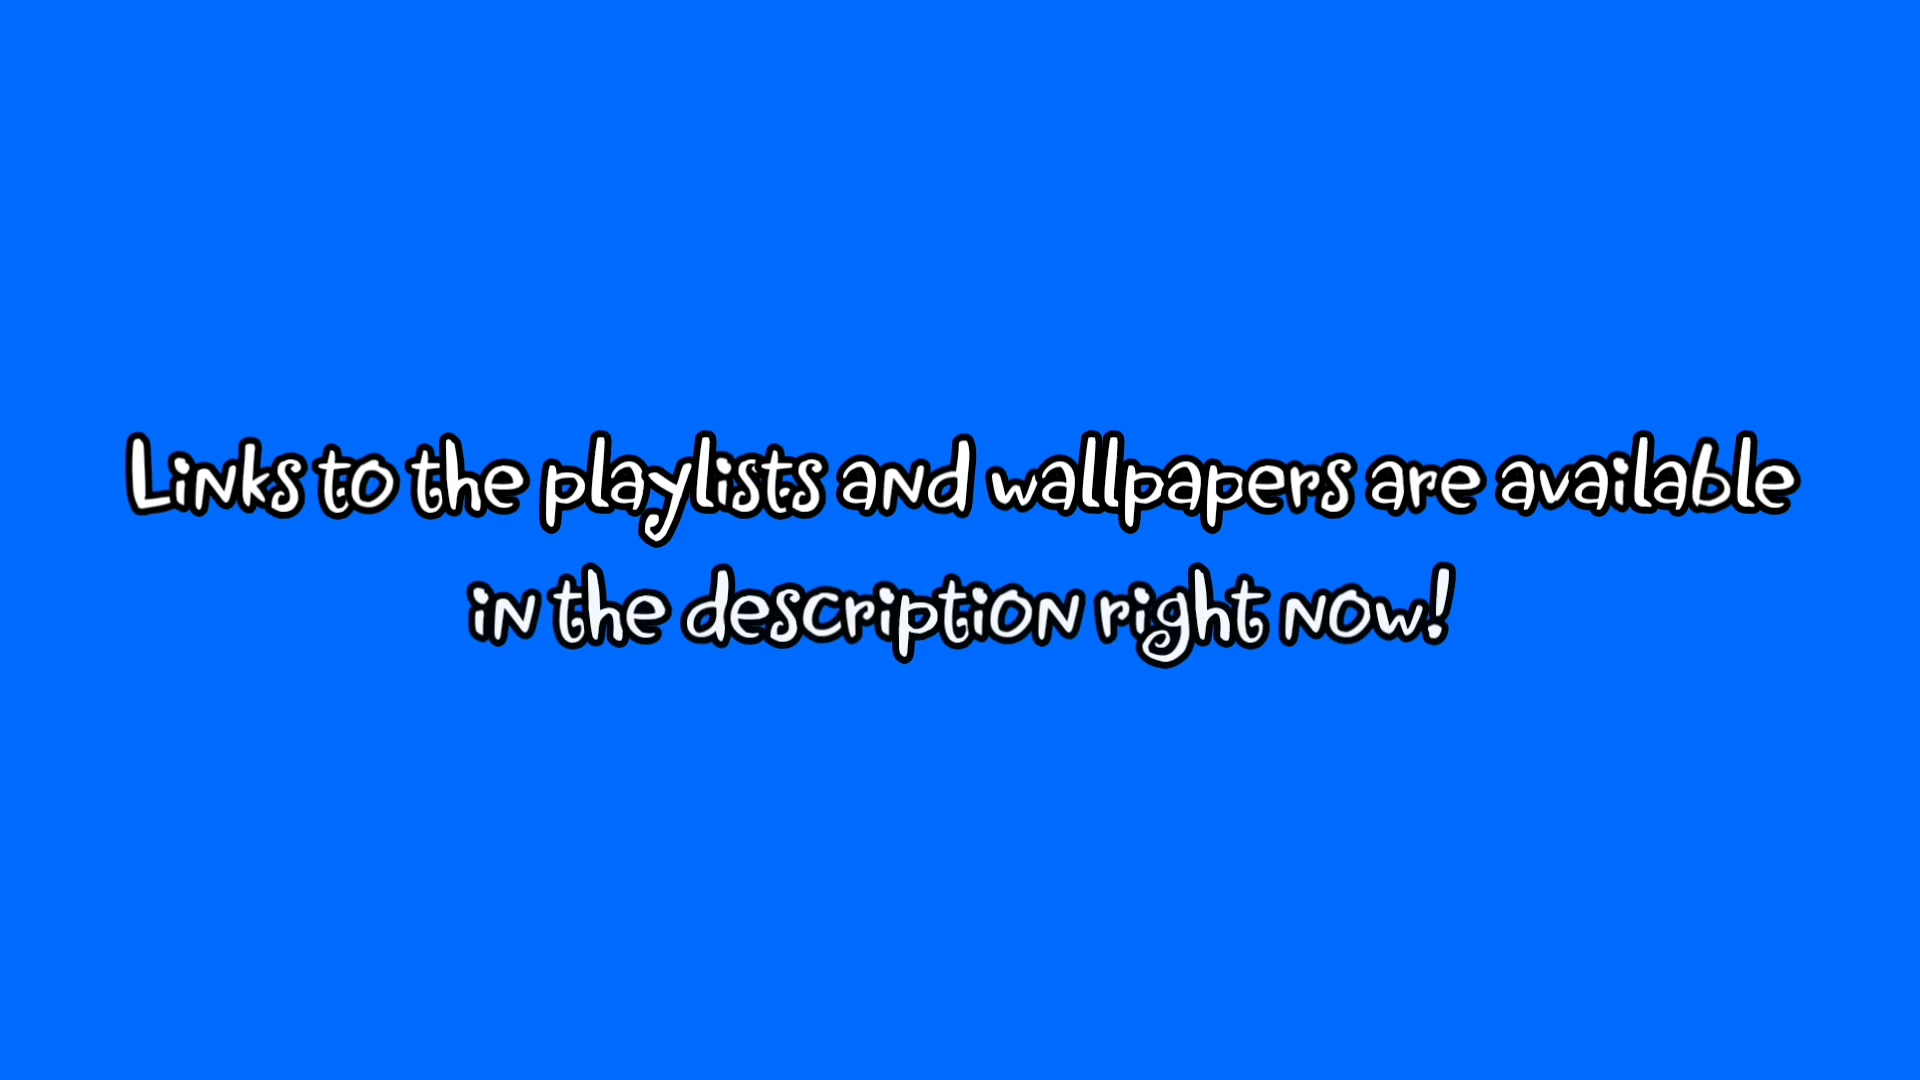 Links to the playlists and wallpapers are available
in the description right now!